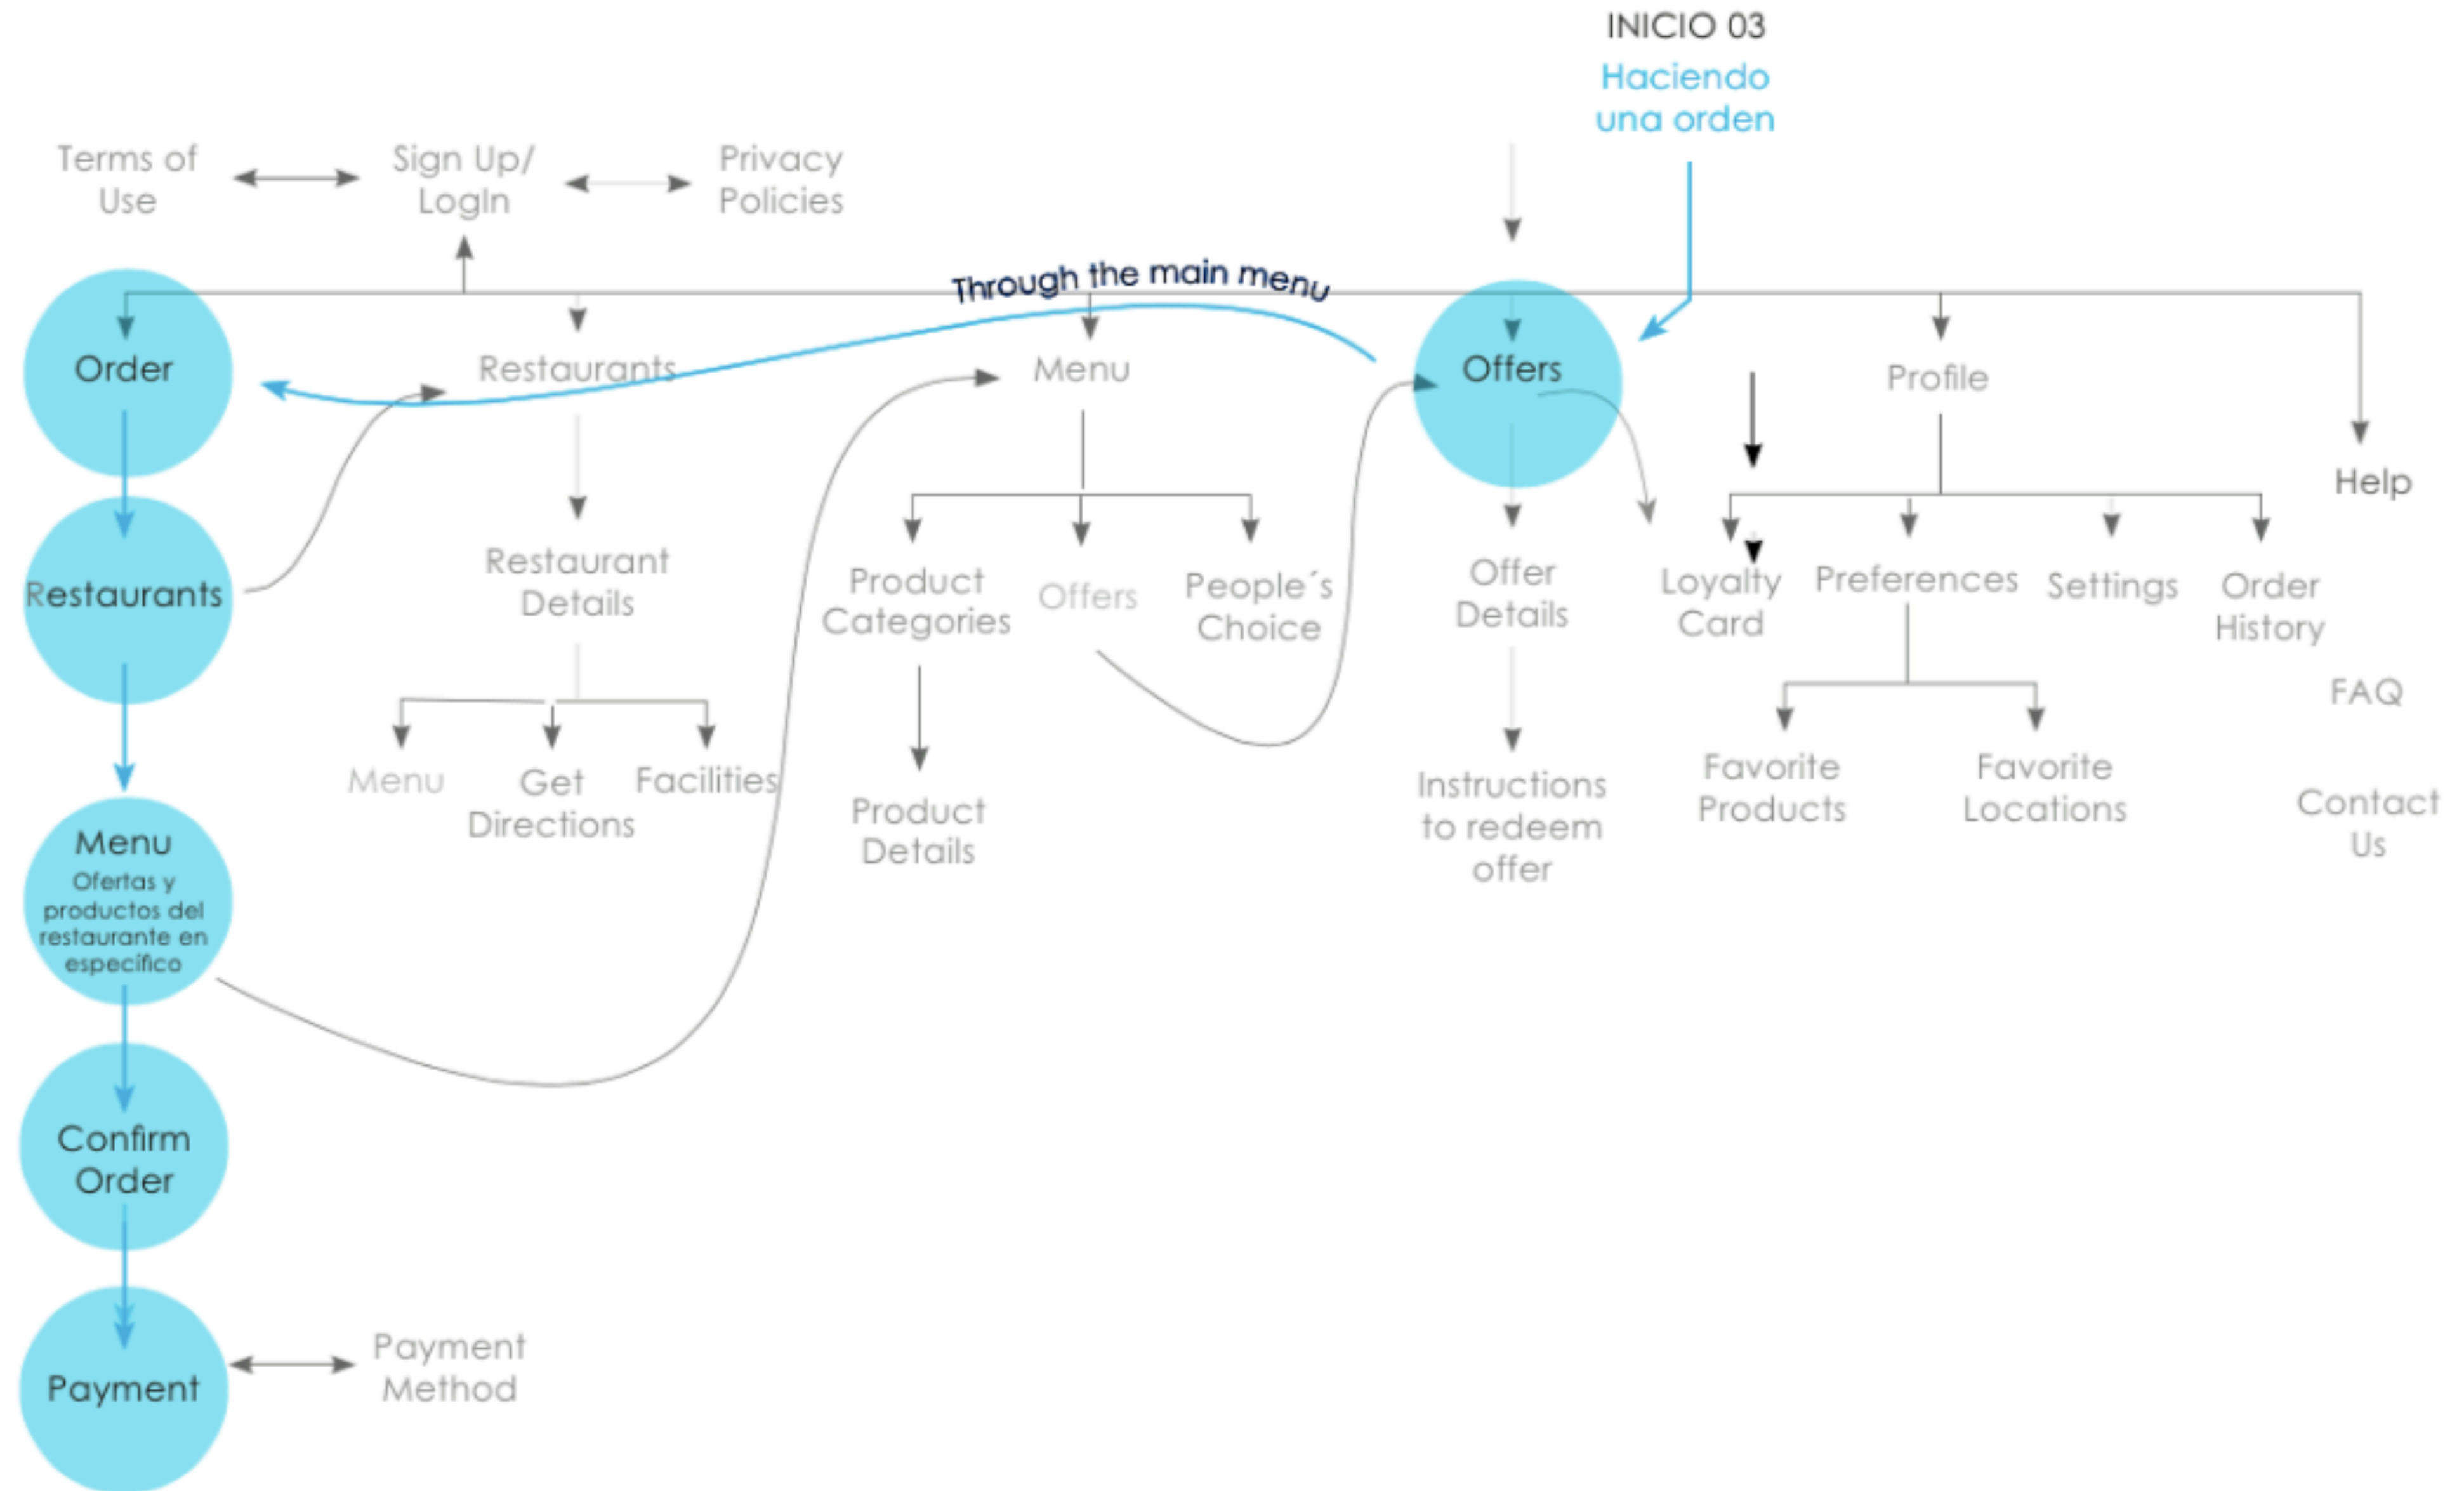 INICIO 03
Haciendo
una orden
Terms of
Use
Sign Up/
LogIn
Privacy
Policies
Through the main menu
Order
Restaurants
Menu
Offers
Profile
Help
Restaurants
Restaurant
Details
Product
Categories
Offers
People´s
Choice
Offer
Details
Loyalty
Card
Preferences
Settings
Order
History
FAQ
Menu
Get
Directions
Facilities
Product
Details
Instructions
to redeem
offer
Favorite
Products
Favorite
Locations
Contact
Us
Menu
Ofertas y
productos del
restaurante en
específico
Confirm
Order
Payment
Payment
Method